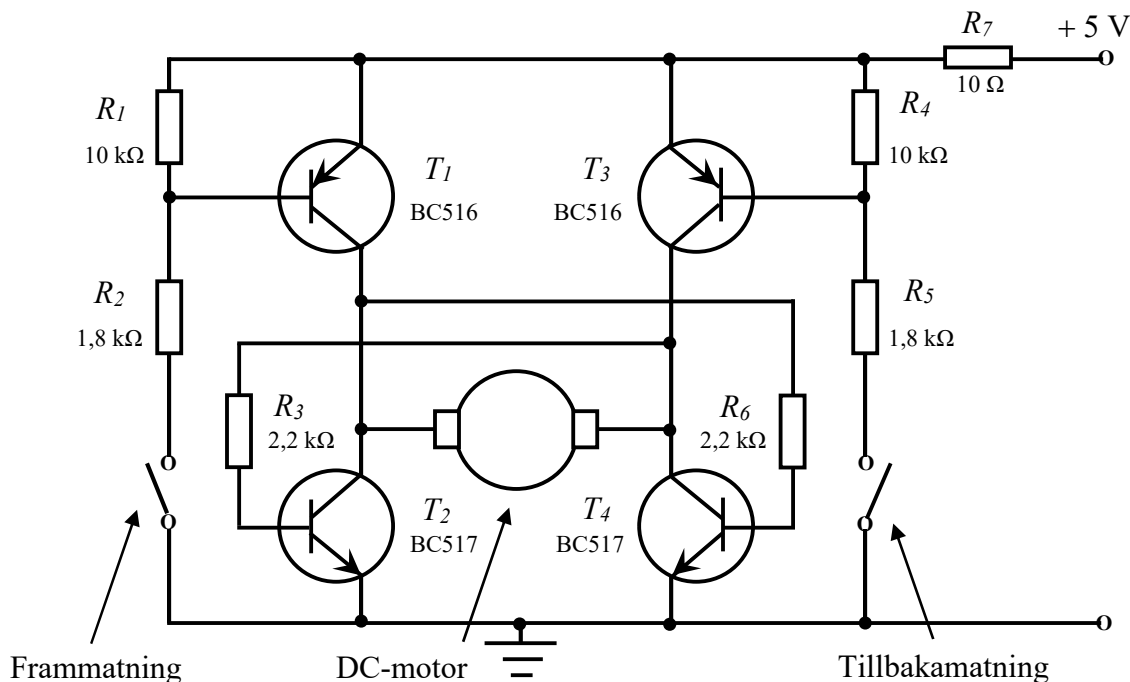 R7 + 5 V
10 Ω
R1
10 kΩ
T1
BC516
T3
BC516
R4
10 kΩ
R2
1,8 kΩ
R5
1,8 kΩ
R3
2,2 kΩ
R6
2,2 kΩ
T2
BC517
T4
BC517
Frammatning
DC-motor
Tillbakamatning